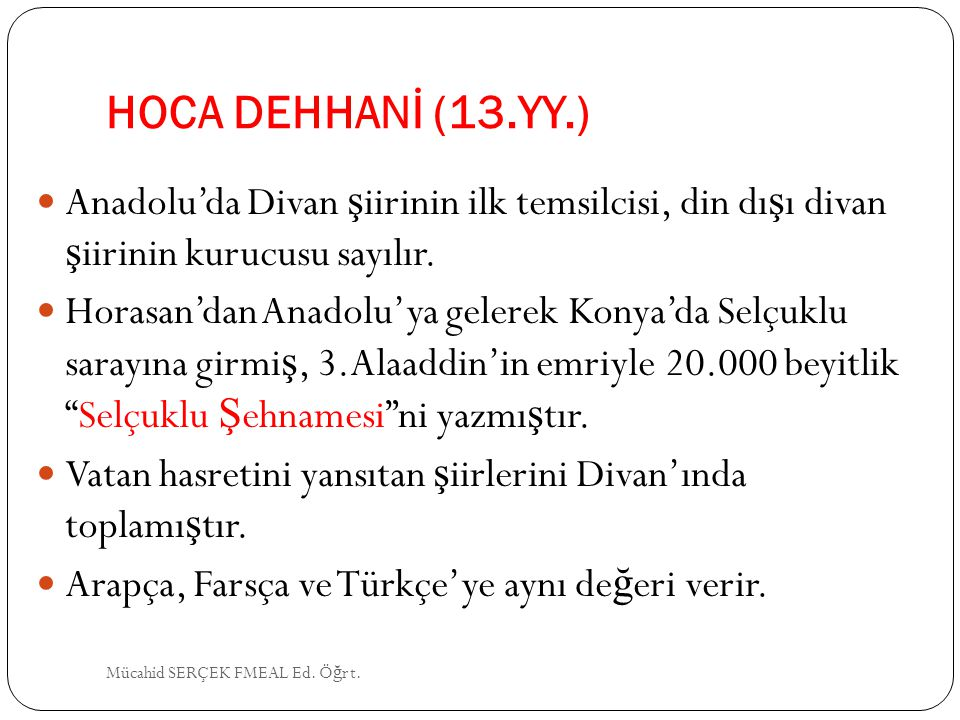 HOCA DEHHANİ (13.YY.)
Anadolu’da Divan şiirinin ilk temsilcisi, din dışı divan
şiirinin kurucusu sayılır.
Horasan’dan Anadolu’ya gelerek Konya’da Selçuklu
sarayına girmiş, 3. Alaaddin’in emriyle 20.000 beyitlik
“Selçuklu Şehnamesi”ni yazmıştır.
Vatan hasretini yansıtan şiirlerini Divan’ında
toplamıştır.
Arapça, Farsça ve Türkçe’ye aynı değeri verir.
Mücahid SERÇEK FMEAL Ed. Öğrt.